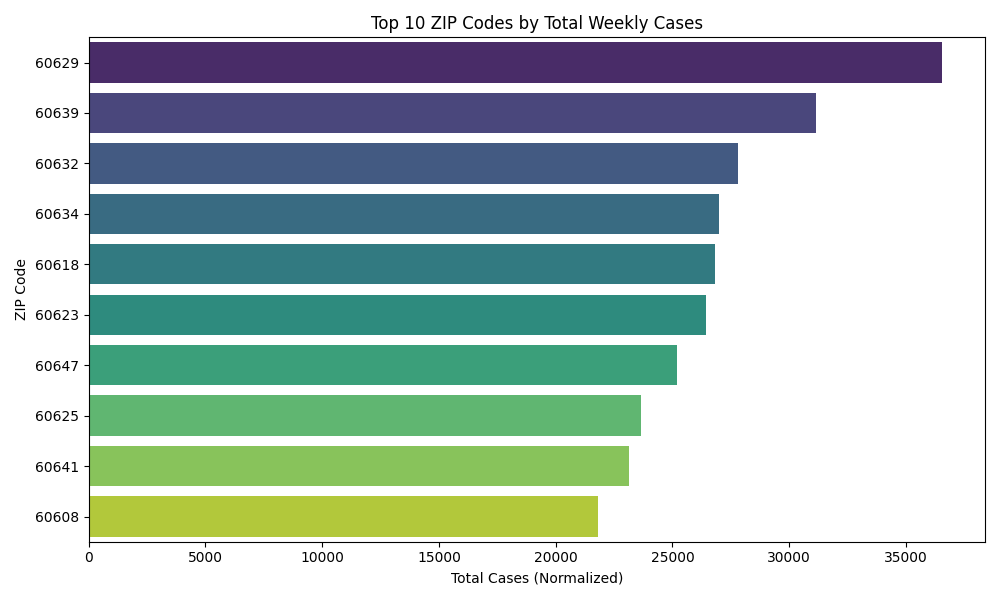 Top 10 ZIP Codes by Total Weekly Cases
ZIP Code
60629
60639
60632
60634
60618
60623
60647
60625
60641
60608
0 5000 10000 15000 20000 25000 30000 35000
Total Cases (Normalized)